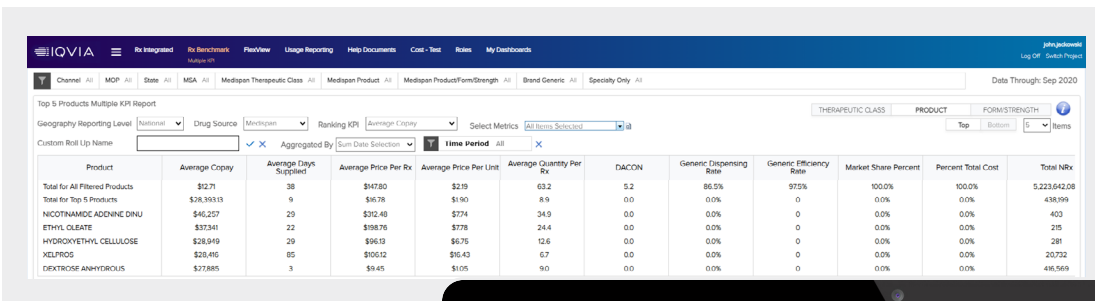 IQVIA Rx Integrated Rx Benchmark FlexView Usage Reporting Help Documents Cost - Test Roles My Dashboards john.jackowski
Multiple KPI Log Off Switch Project
Channel All MOP All State All MSA All Medispan Therapeutic Class All Medispan Product All Medispan Product/Form/Strength All Brand Generic All Specialty Only All Data Through: Sep 2020
Top 5 Products Multiple KPI Report THERAPEUTIC CLASS PRODUCT FORM/STRENGTH
Geography Reporting Level National Drug Source Medispan Ranking KPI Average Copay Select Metrics All Items Selected Top Bottom 5 Items
Custom Roll Up Name Aggregated By Sum Date Selection Time Period All
Product Average Copay Average Days Supplied Average Price Per Rx Average Price Per Unit Average Quantity Per Rx DACON Generic Dispensing Rate Generic Efficiency Rate Market Share Percent Percent Total Cost Total NRx
Total for All Filtered Products $12.71 38 $147.80 $2.19 63.2 5.2 86.5% 97.5% 100.0% 100.0% 5,223,642,08
Total for Top 5 Products $28,393.13 9 $16.78 $1.90 8.9 0.0 0.0% 0 0.0% 0.0% 438,199
NICOTINAMIDE ADENINE DINU $46,257 29 $312.48 $7.74 34.9 0.0 0.0% 0 0.0% 0.0% 403
ETHYL OLEATE $37,341 22 $198.76 $7.78 24.4 0.0 0.0% 0 0.0% 0.0% 215
HYDROXYETHYL CELLULOSE $28,949 29 $96.13 $6.75 12.6 0.0 0.0% 0 0.0% 0.0% 281
XELPROS $28,416 85 $106.12 $16.43 6.7 0.0 0.0% 0 0.0% 0.0% 20,732
DEXTROSE ANHYDROUS $27,885 3 $9.45 $1.05 9.0 0.0 0.0% 0 0.0% 0.0% 416,569